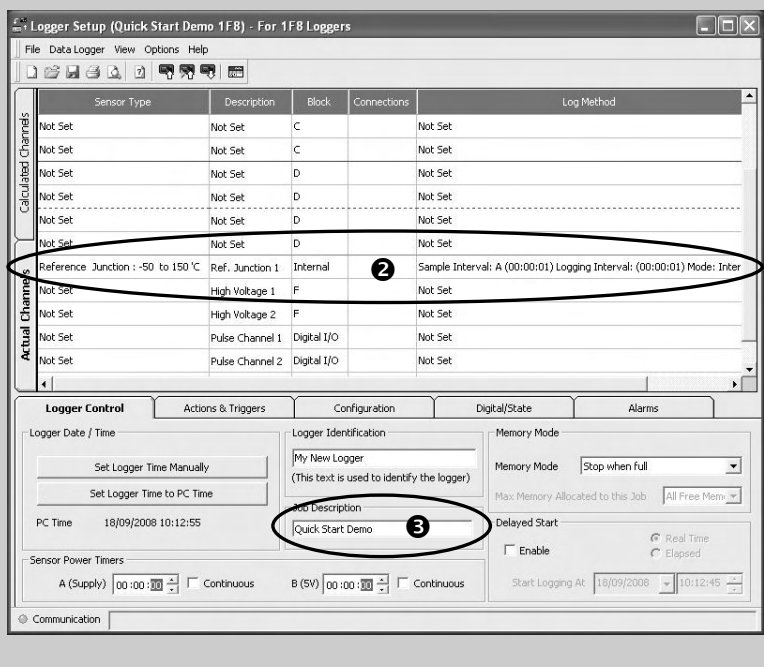 Logger Setup (Quick Start Demo 1F8) - For 1F8 Loggers
File Data Logger View Options Help
Sensor Type Description Block Connections Log Method
Not Set Not Set C Not Set
Not Set Not Set C Not Set
Not Set Not Set D Not Set
Not Set Not Set D Not Set
Not Set Not Set D Not Set
Not Set Not Set D Not Set
Reference Junction : -50 to 150 'C Ref. Junction 1 Internal ❷ Sample Interval: A (00:00:01) Logging Interval: (00:00:01) Mode: Inter
Not Set High Voltage 1 F Not Set
Not Set High Voltage 2 F Not Set
Not Set Pulse Channel 1 Digital I/O Not Set
Not Set Pulse Channel 2 Digital I/O Not Set
Calculated Channels
Actual Channels
Logger Control Actions & Triggers Configuration Digital/State Alarms
Logger Date / Time
Set Logger Time Manually
Set Logger Time to PC Time
PC Time 18/09/2008 10:12:55
Logger Identification
My New Logger
(This text is used to identify the logger)
Job Description
Quick Start Demo ❸
Memory Mode
Memory Mode Stop when full
Max Memory Allocated to this Job All Free Mem
Delayed Start
Enable
Real Time
Elapsed
Start Logging At 18/09/2008 10:12:45
Sensor Power Timers
A (Supply) 00:00:00 Continuous B (5V) 00:00:00 Continuous
Communication